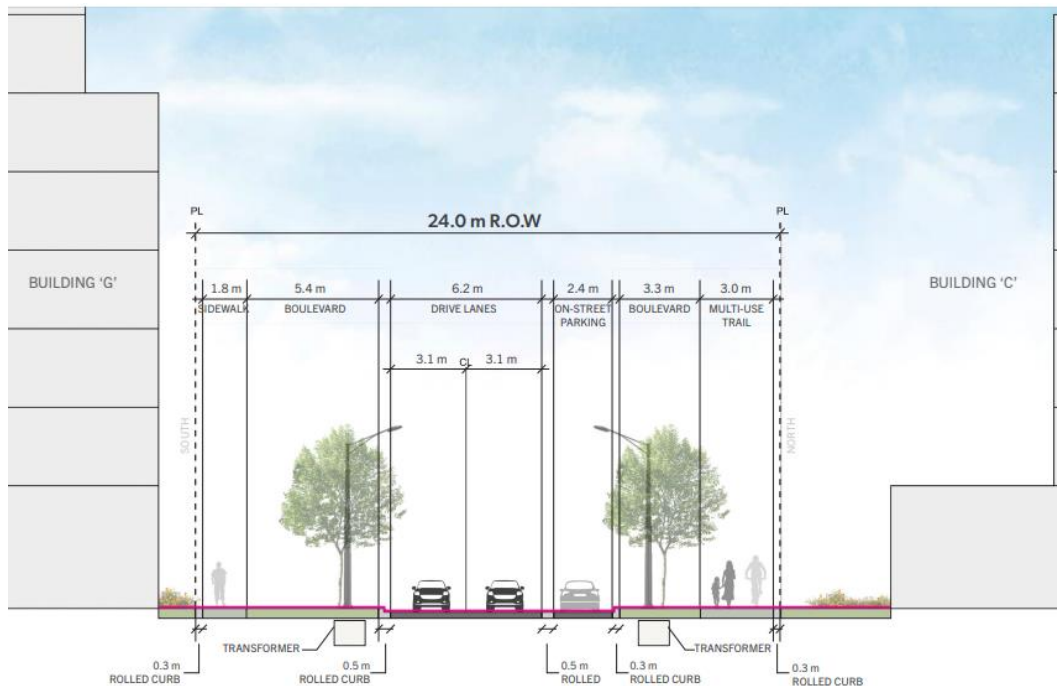 PL
PL
24.0 m R.O.W
BUILDING ‘G’
BUILDING ‘C’
1.8 m
5.4 m
6.2 m
2.4 m
3.3 m
3.0 m
SIDEWALK
BOULEVARD
DRIVE LANES
ON-STREET
PARKING
BOULEVARD
MULTI-USE
TRAIL
3.1 m
CL
3.1 m
SOUTH
NORTH
TRANSFORMER
TRANSFORMER
0.3 m
ROLLED CURB
0.5 m
ROLLED CURB
0.5 m
ROLLED
0.3 m
ROLLED CURB
0.3 m
ROLLED CURB